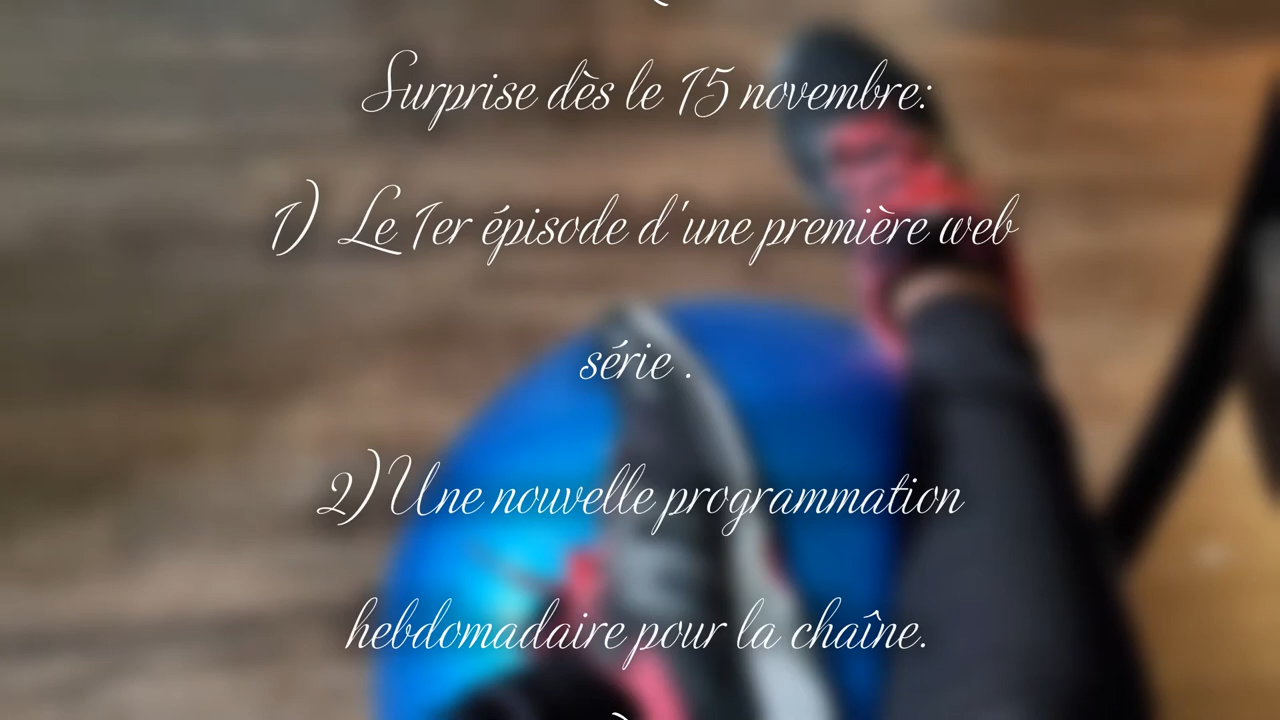 Surprise dès le 15 novembre:
1) Le 1er épisode d'une première web
série .
2) Une nouvelle programmation
hebdomadaire pour la chaîne.